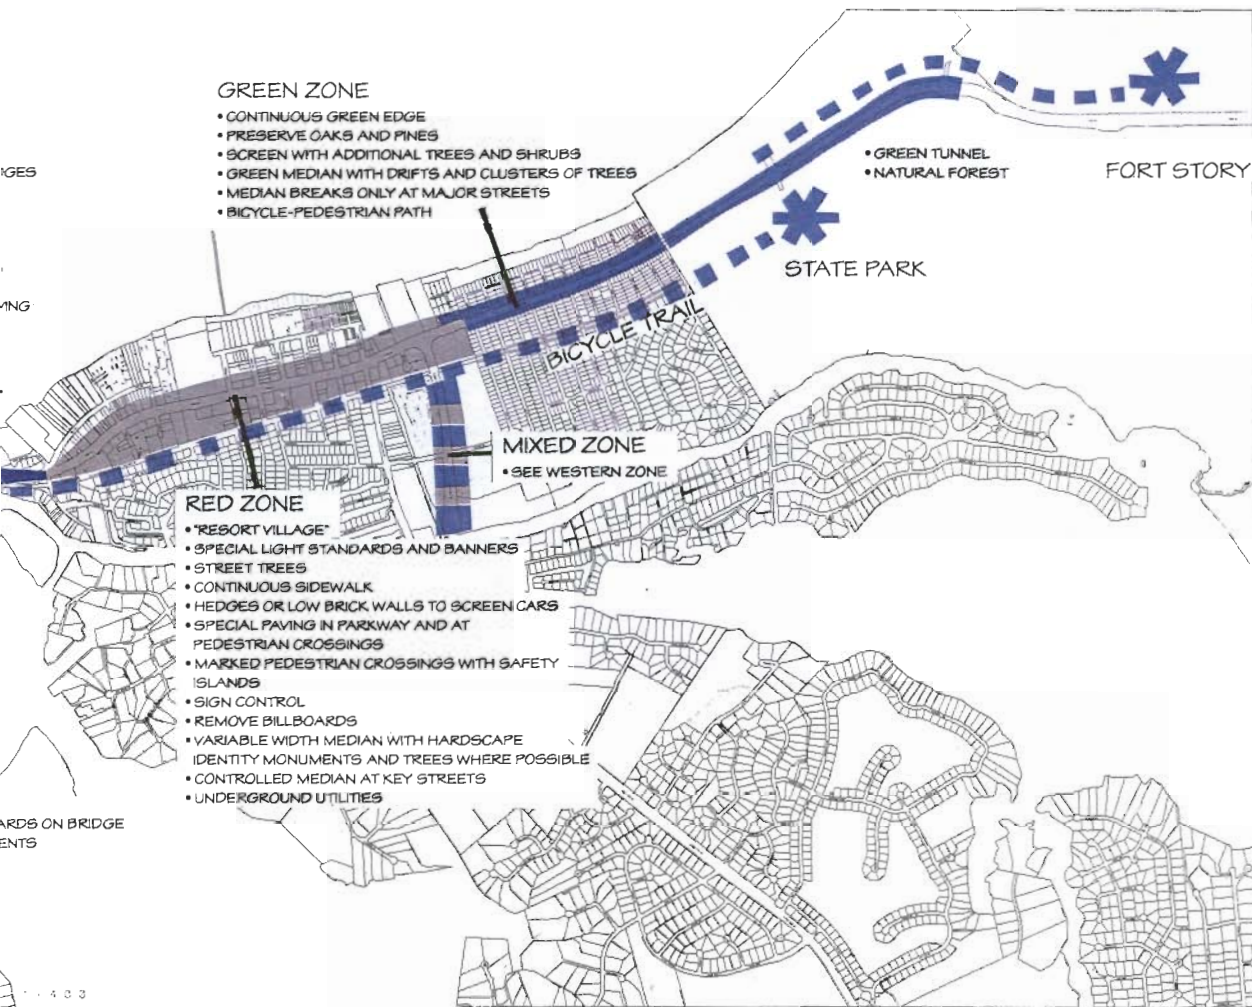 GREEN ZONE
• CONTINUOUS GREEN EDGE
• PRESERVE OAKS AND PINES
• SCREEN WITH ADDITIONAL TREES AND SHRUBS
• GREEN MEDIAN WITH DRIFTS AND CLUSTERS OF TREES
• MEDIAN BREAKS ONLY AT MAJOR STREETS
• BICYCLE-PEDESTRIAN PATH
• GREEN TUNNEL
• NATURAL FOREST
FORT STORY
STATE PARK
BICYCLE TRAIL
MIXED ZONE
• SEE WESTERN ZONE
RED ZONE
• "RESORT VILLAGE"
• SPECIAL LIGHT STANDARDS AND BANNERS
• STREET TREES
• CONTINUOUS SIDEWALK
• HEDGES OR LOW BRICK WALLS TO SCREEN CARS
• SPECIAL PAVING IN PARKWAY AND AT
PEDESTRIAN CROSSINGS
• MARKED PEDESTRIAN CROSSINGS WITH SAFETY
ISLANDS
• SIGN CONTROL
• REMOVE BILLBOARDS
• VARIABLE WIDTH MEDIAN WITH HARDSCAPE
IDENTITY MONUMENTS AND TREES WHERE POSSIBLE
• CONTROLLED MEDIAN AT KEY STREETS
• UNDERGROUND UTILITIES
ARDS ON BRIDGE
ENTS